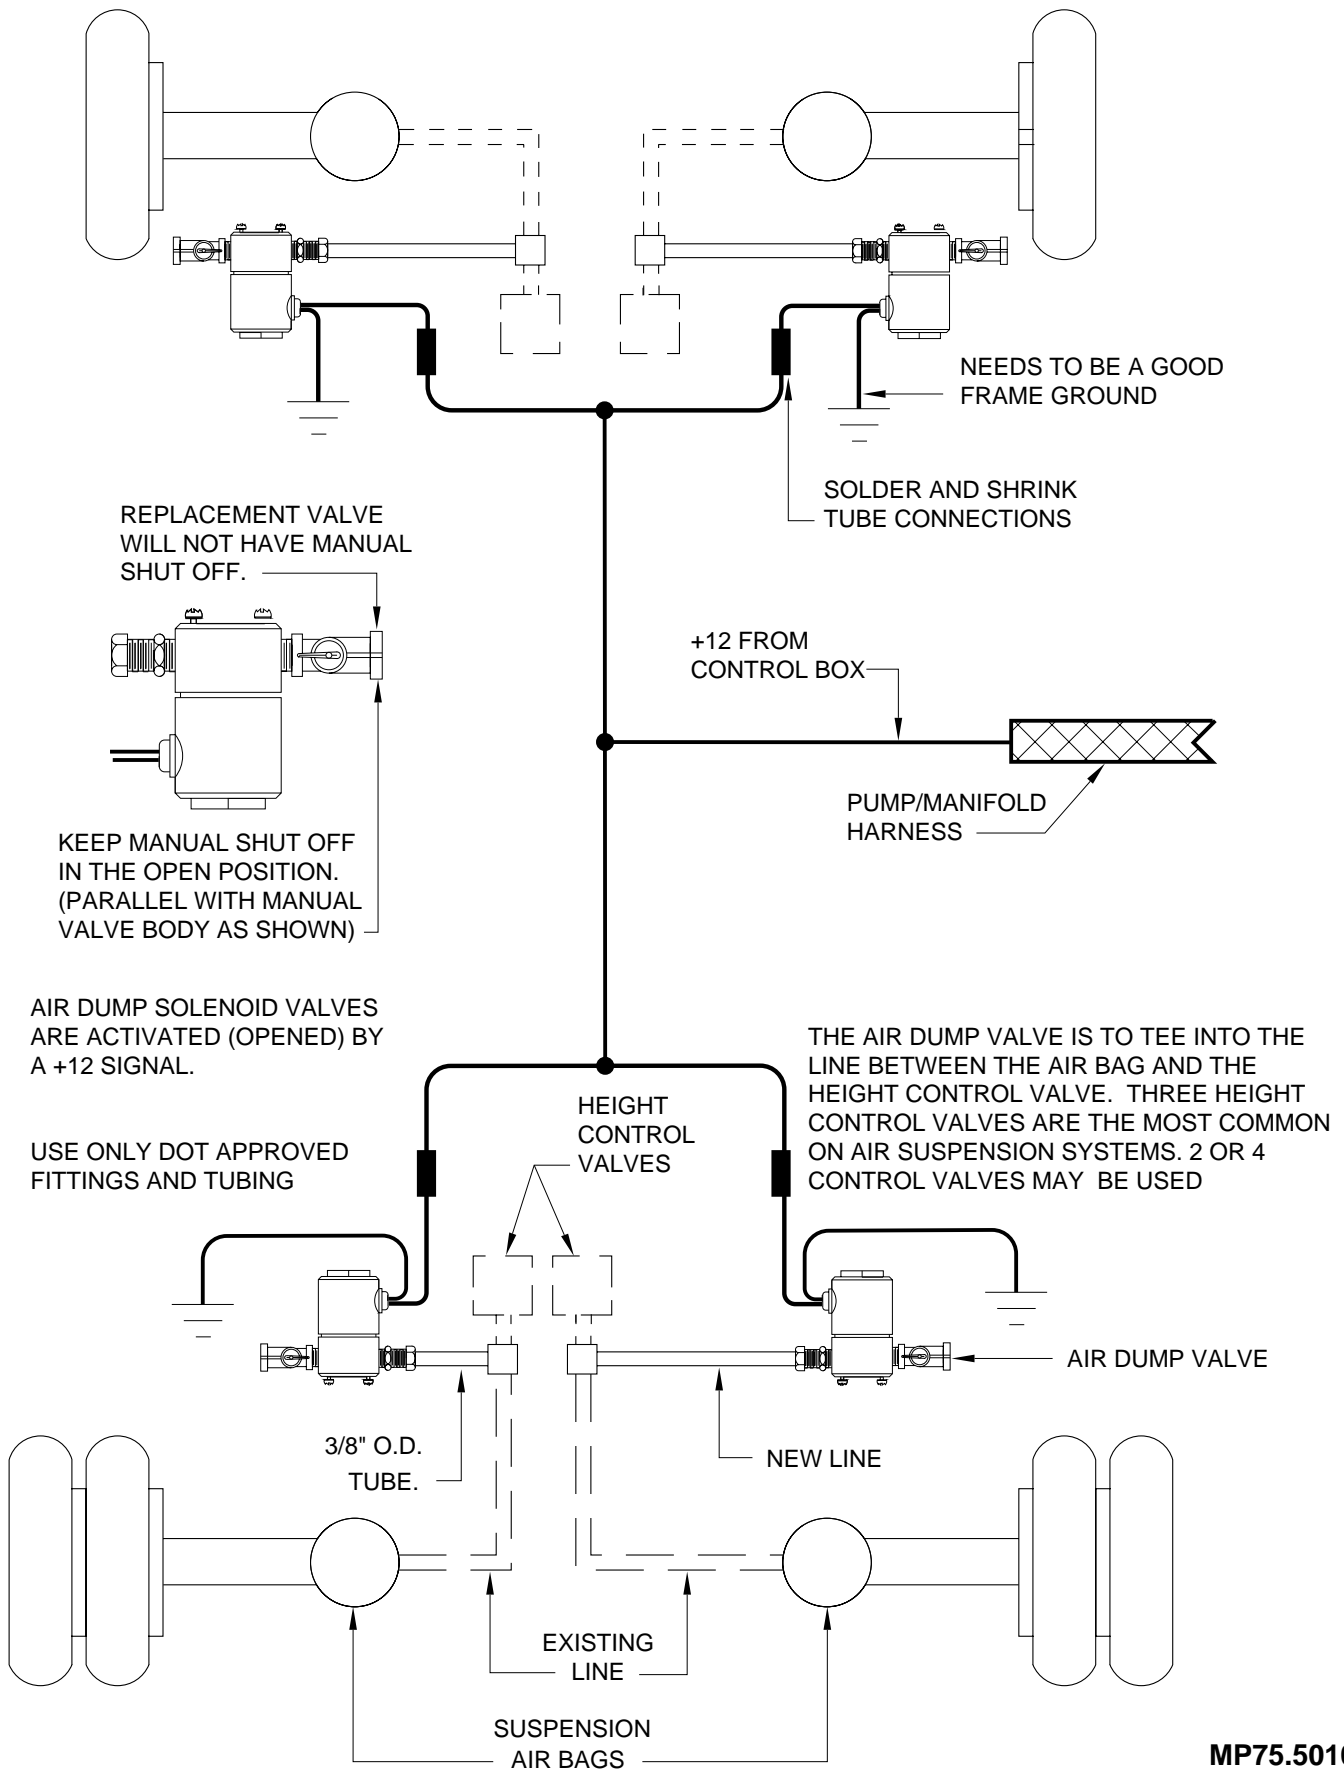 NEEDS TO BE A GOOD
FRAME GROUND
SOLDER AND SHRINK
TUBE CONNECTIONS
REPLACEMENT VALVE
WILL NOT HAVE MANUAL
SHUT OFF.
+12 FROM
CONTROL BOX
PUMP/MANIFOLD
HARNESS
KEEP MANUAL SHUT OFF
IN THE OPEN POSITION.
(PARALLEL WITH MANUAL
VALVE BODY AS SHOWN)
AIR DUMP SOLENOID VALVES
ARE ACTIVATED (OPENED) BY
A +12 SIGNAL.
USE ONLY DOT APPROVED
FITTINGS AND TUBING
HEIGHT
CONTROL
VALVES
THE AIR DUMP VALVE IS TO TEE INTO THE
LINE BETWEEN THE AIR BAG AND THE
HEIGHT CONTROL VALVE.  THREE HEIGHT
CONTROL VALVES ARE THE MOST COMMON
ON AIR SUSPENSION SYSTEMS. 2 OR 4
CONTROL VALVES MAY  BE USED
AIR DUMP VALVE
3/8" O.D.
TUBE.
NEW LINE
EXISTING
LINE
SUSPENSION
AIR BAGS